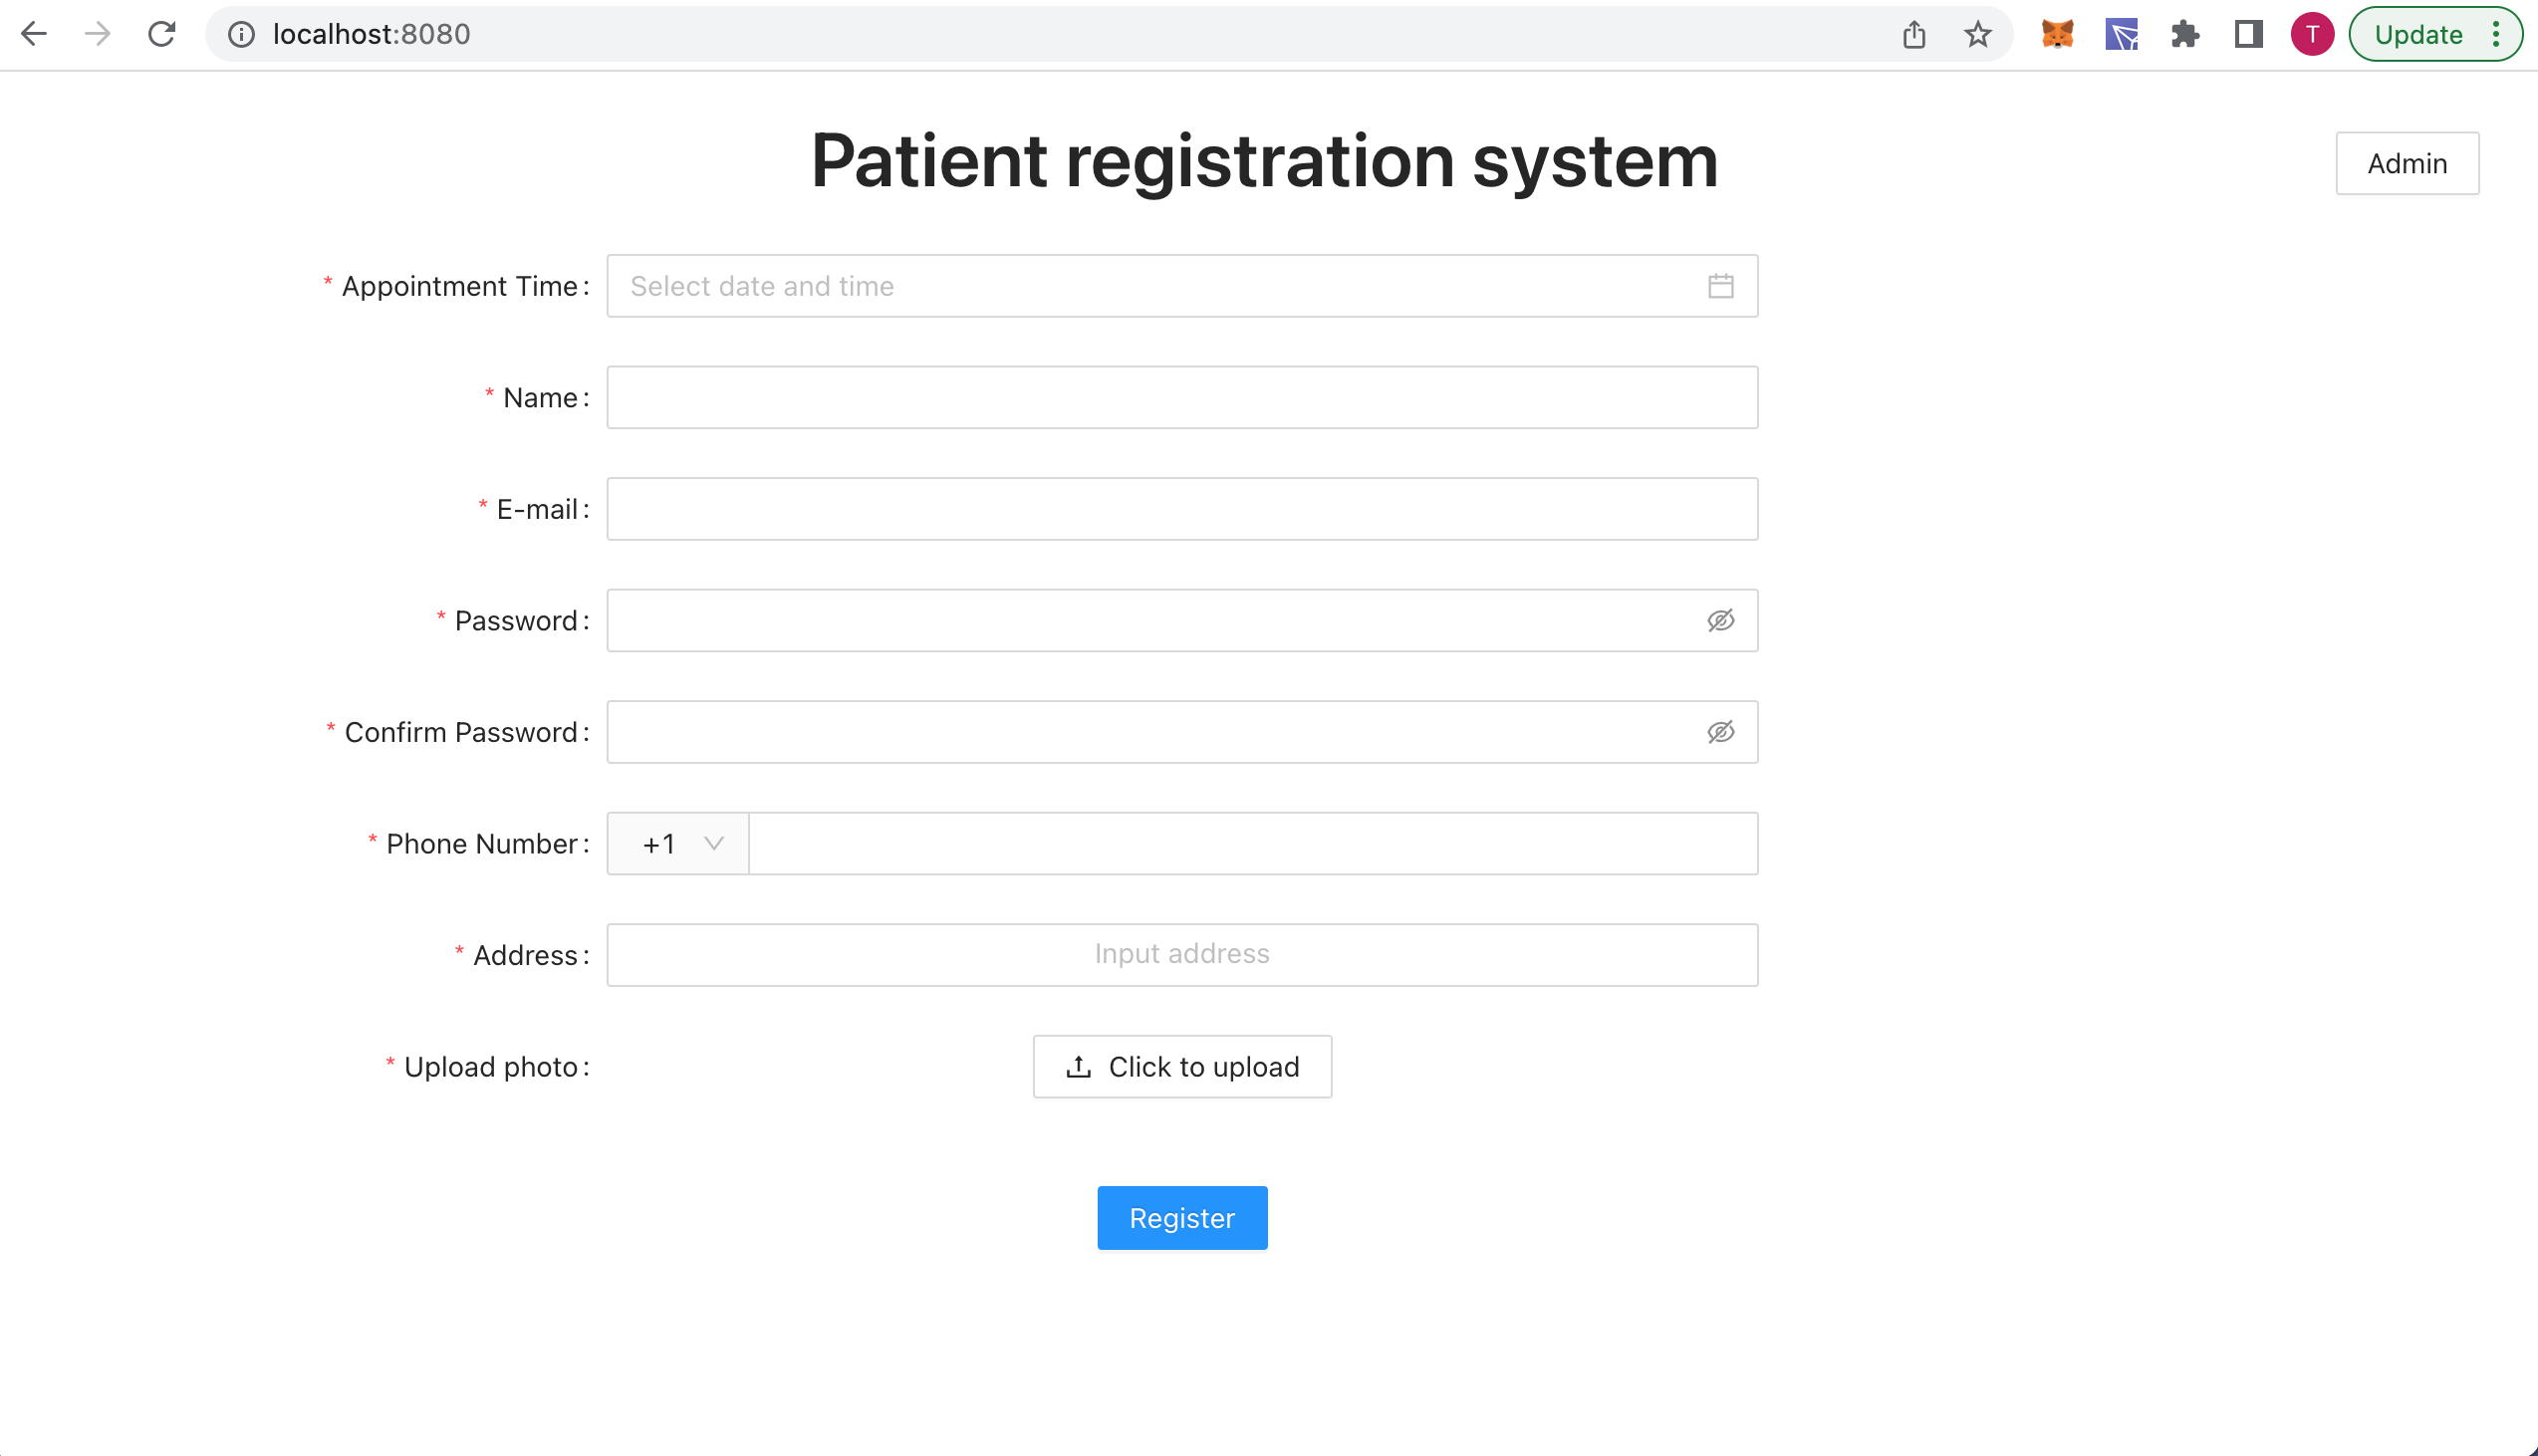 localhost:8080
T
Update
Patient registration system
Admin
* Appointment Time: Select date and time
* Name:
* E-mail:
* Password:
* Confirm Password:
* Phone Number: +1
* Address: Input address
* Upload photo: Click to upload
Register